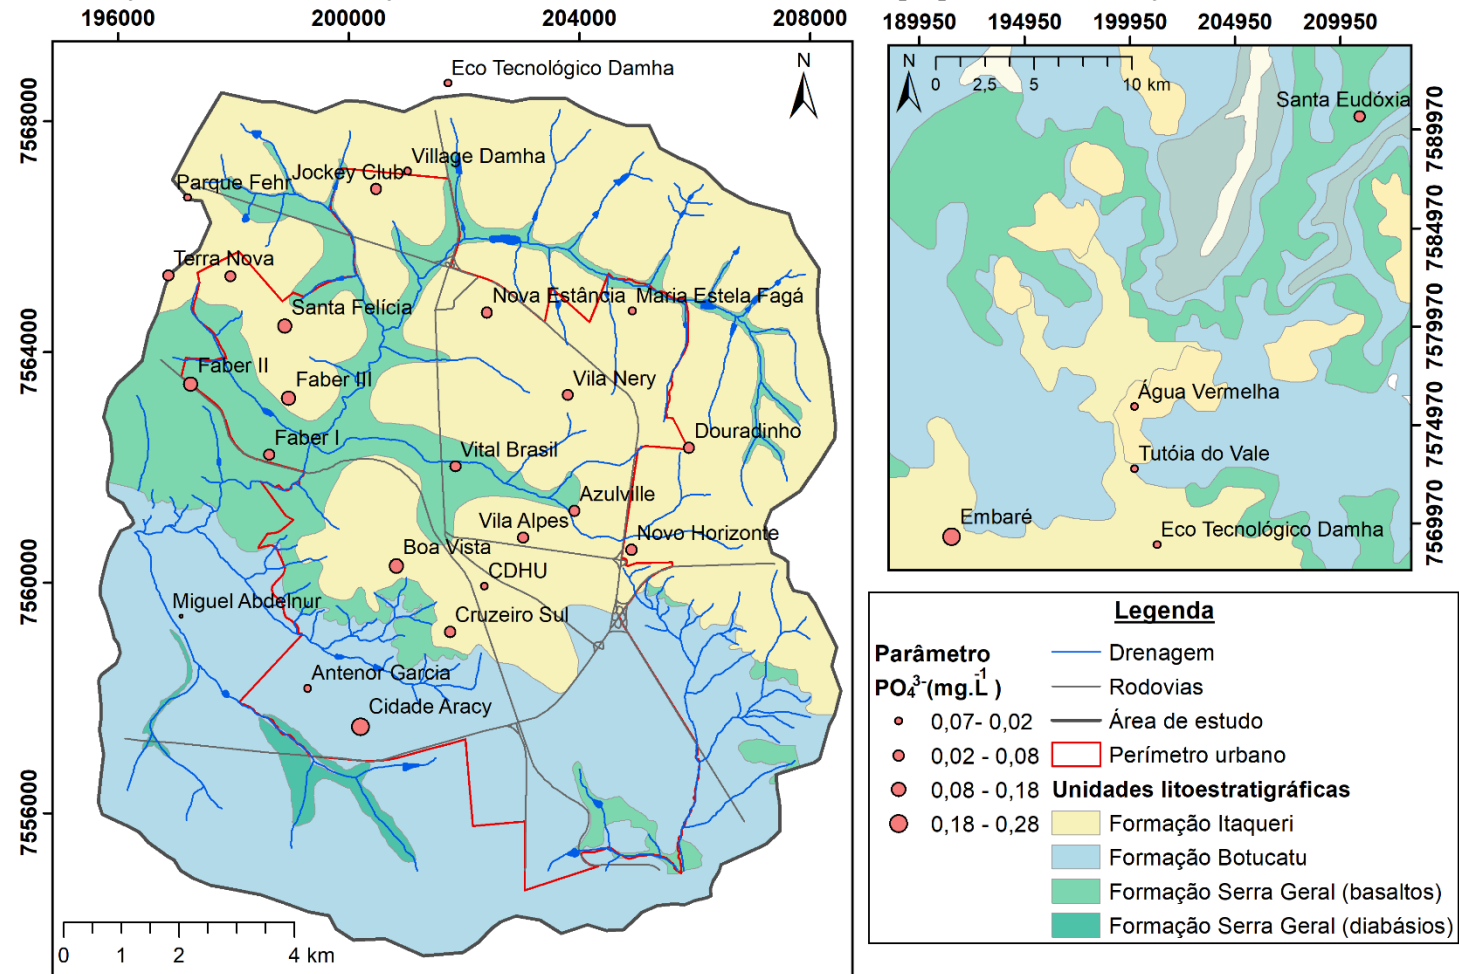 196000
200000
204000
208000
7568000
7564000
7560000
7556000
N
Eco Tecnológico Damha
Village Damha
Jockey Club
Parque Fehr
Terra Nova
Santa Felícia
Nova Estância
Maria Estela Fagá
Faber II
Faber III
Vila Nery
Faber I
Vital Brasil
Douradinho
Azulville
Vila Alpes
Novo Horizonte
Boa Vista
CDHU
Miguel Abdelnur
Cruzeiro Sul
Antenor Garcia
Cidade Aracy
0 1 2 4 km
189950
194950
199950
204950
209950
N
0 2,5 5 10 km
Santa Eudóxia
Água Vermelha
Tutóia do Vale
Embaré
Eco Tecnológico Damha
7589970
7584970
7579970
7574970
7569970
Legenda
Parâmetro
PO₄³⁻(mg.L⁻¹)
0,07- 0,02
0,02 - 0,08
0,08 - 0,18
0,18 - 0,28
Drenagem
Rodovias
Área de estudo
Perímetro urbano
Unidades litoestratigráficas
Formação Itaqueri
Formação Botucatu
Formação Serra Geral (basaltos)
Formação Serra Geral (diabásios)